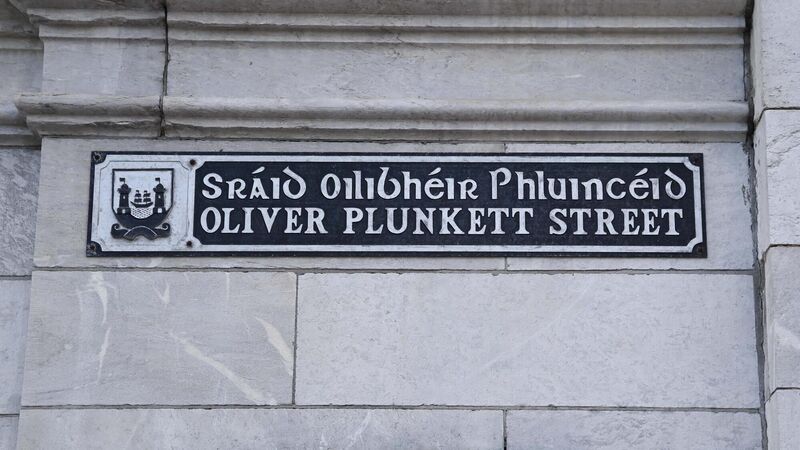 Sráid Oilibhéir Phluincéid
OLIVER PLUNKETT STREET